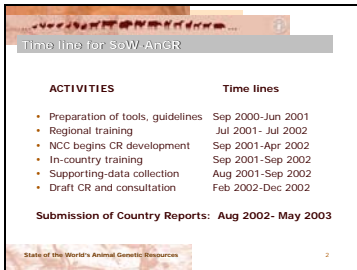 Time line for SoW-AnGR
ACTIVITIES Time lines
• Preparation of tools, guidelines Sep 2000-Jun 2001
• Regional training Jul 2001- Jul 2002
• NCC begins CR development Sep 2001-Apr 2002
• In-country training Sep 2001-Sep 2002
• Supporting-data collection Aug 2001-Sep 2002
• Draft CR and consultation Feb 2002-Dec 2002
Submission of Country Reports: Aug 2002- May 2003
State of the World's Animal Genetic Resources 2